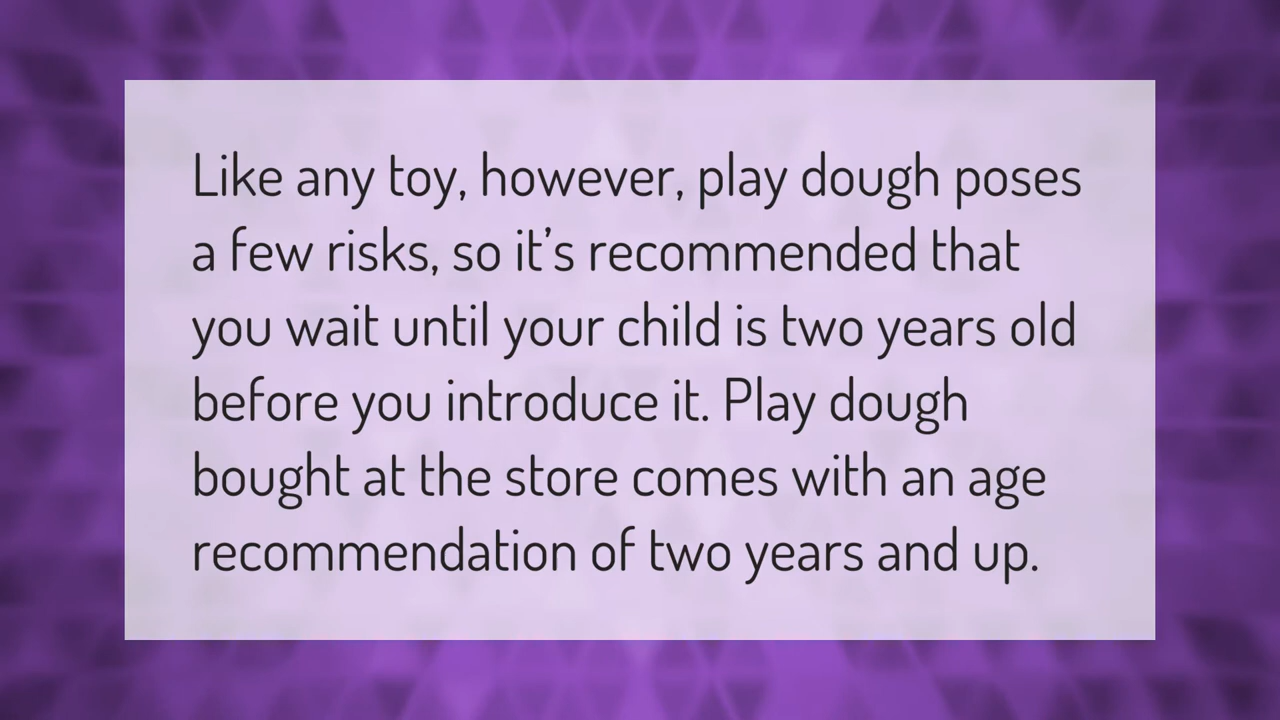 Like any toy, however, play dough poses
a few risks, so it’s recommended that
you wait until your child is two years old
before you introduce it. Play dough
bought at the store comes with an age
recommendation of two years and up.